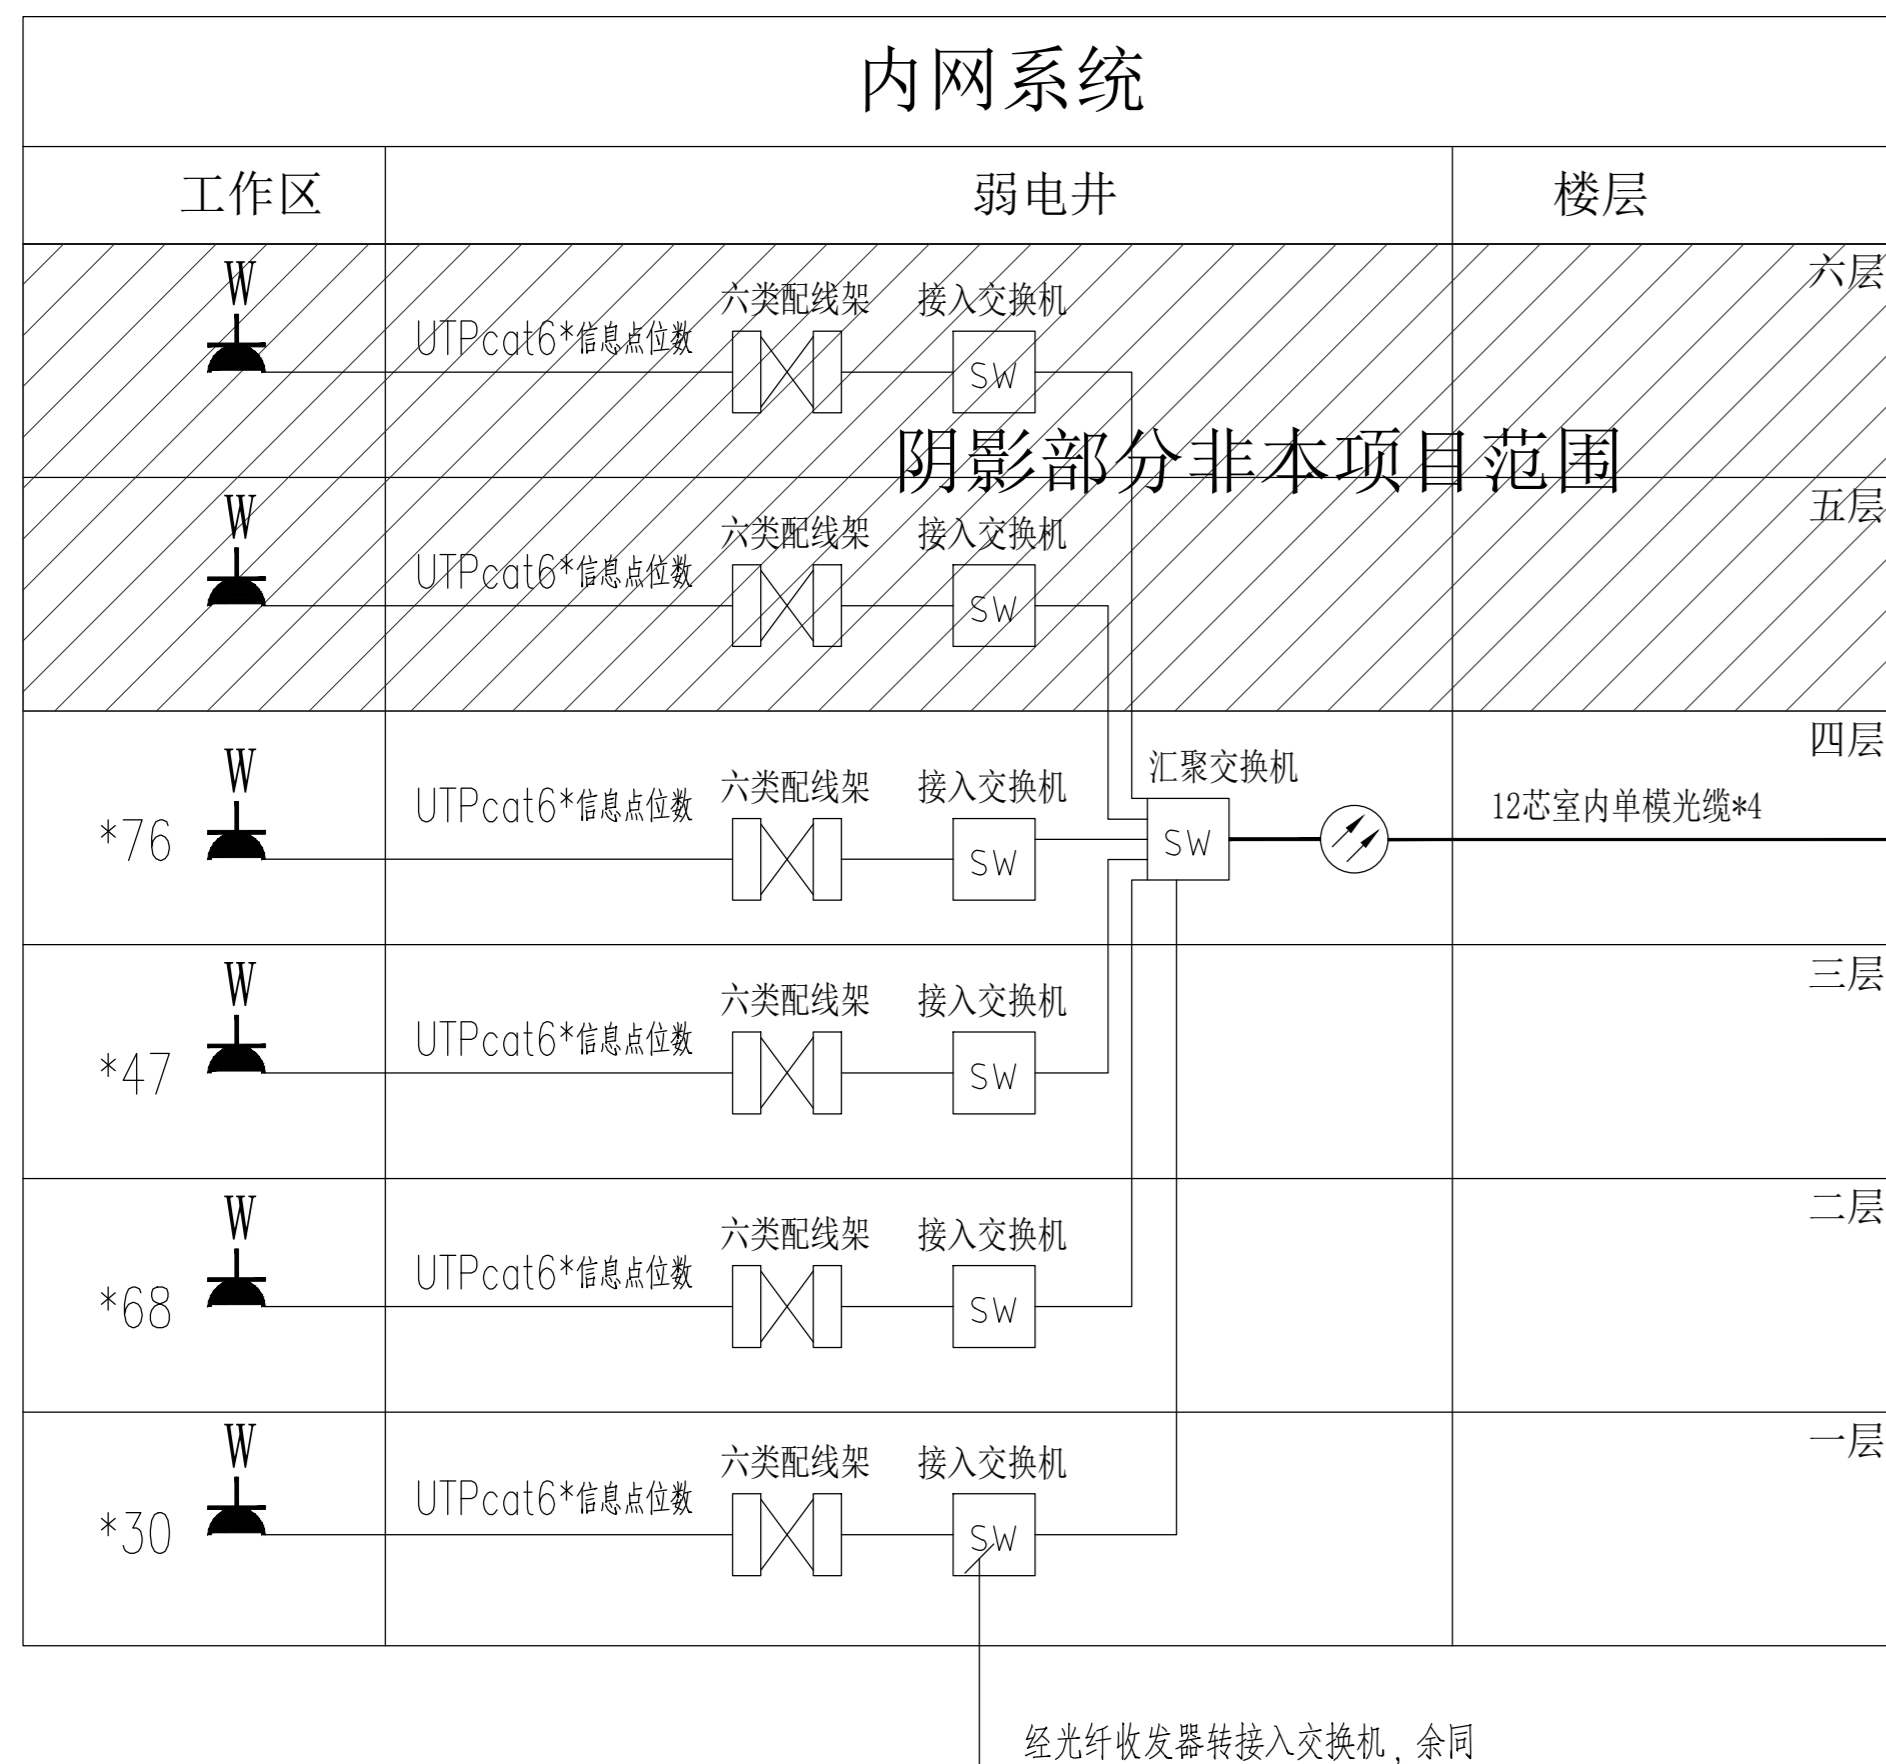 内网系统
工作区 弱电井 楼层
六层
W
UTPcat6*信息点位数 六类配线架 接入交换机
SW
阴影部分非本项目范围
五层
W
UTPcat6*信息点位数 六类配线架 接入交换机
SW
四层
W
*76
UTPcat6*信息点位数 六类配线架 接入交换机
SW
汇聚交换机
SW
12芯室内单模光缆*4
三层
W
*47
UTPcat6*信息点位数 六类配线架 接入交换机
SW
二层
W
*68
UTPcat6*信息点位数 六类配线架 接入交换机
SW
一层
W
*30
UTPcat6*信息点位数 六类配线架 接入交换机
SW
经光纤收发器转接入交换机,余同